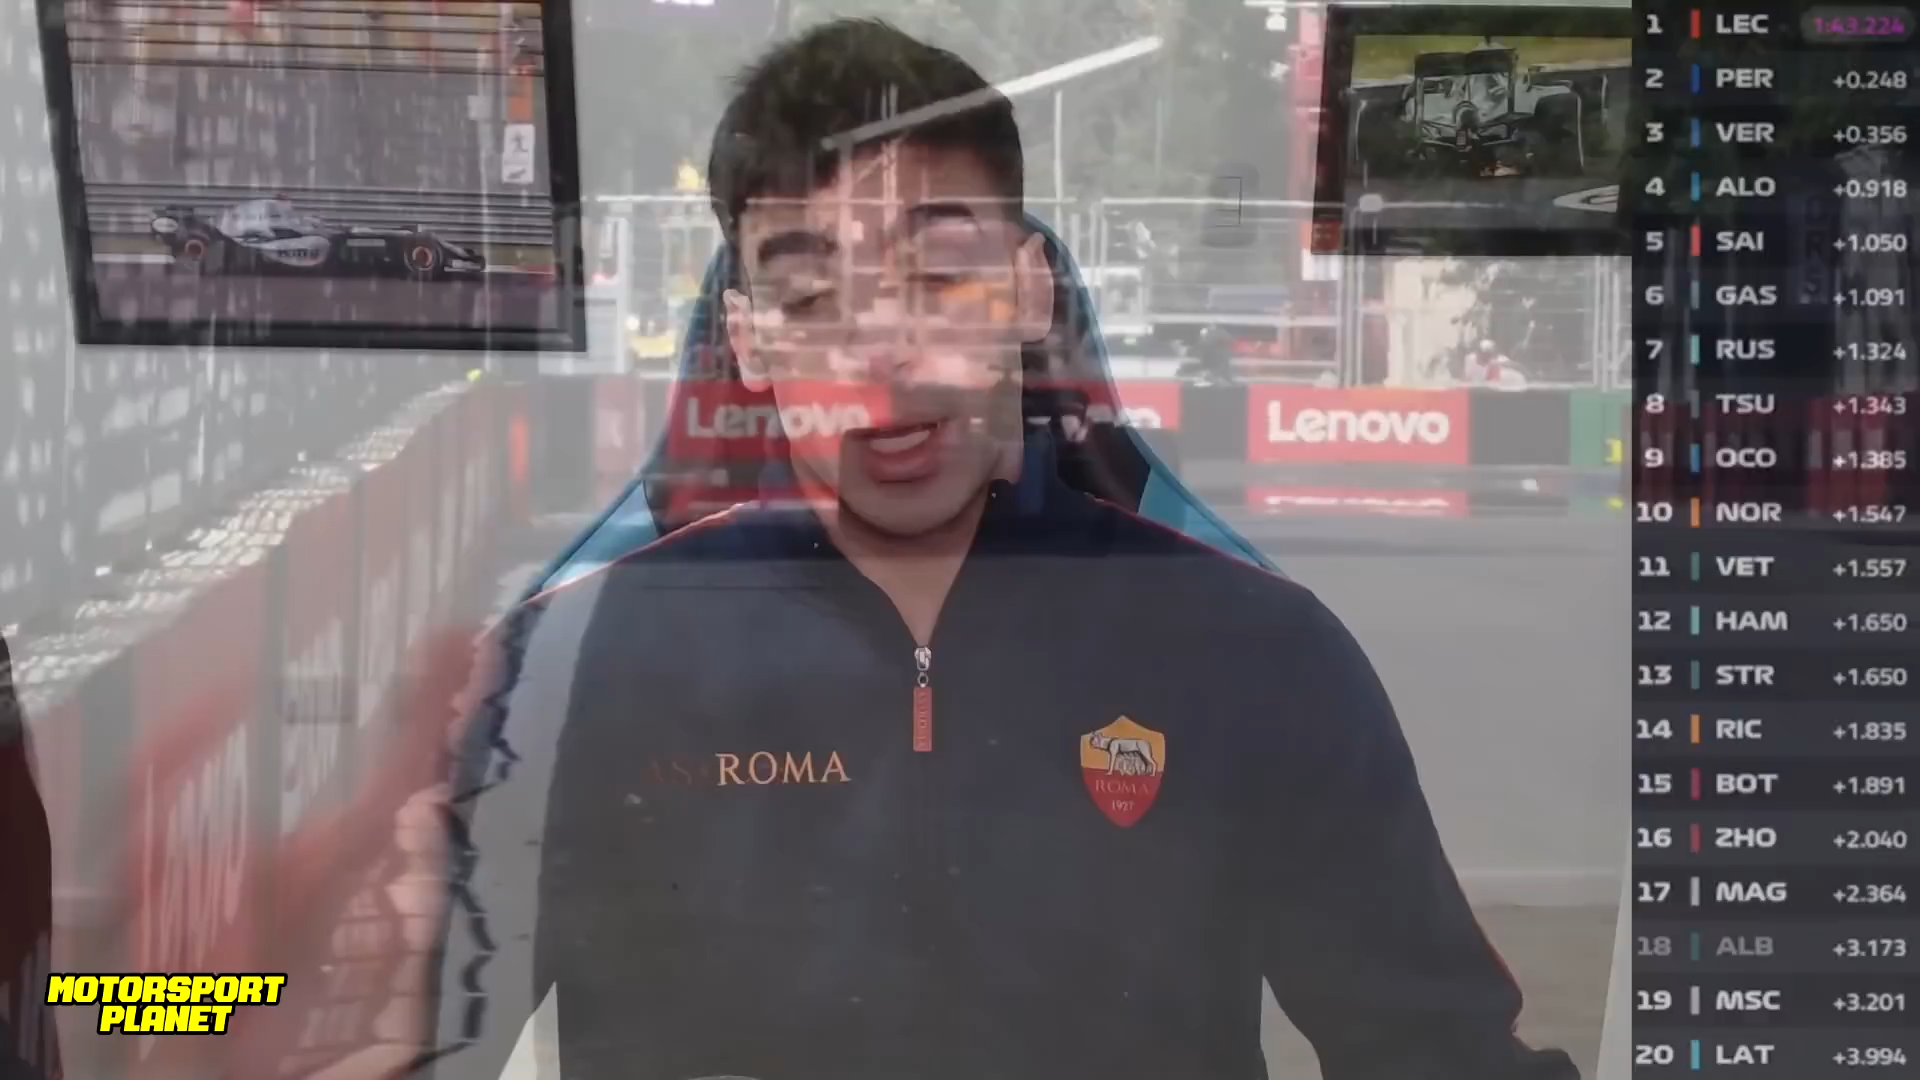 1 LEC 1:43.224
2 PER +0.248
3 VER +0.356
4 ALO +0.918
5 SAI +1.050
6 GAS +1.091
7 RUS +1.324
8 TSU +1.343
9 OCO +1.385
10 NOR +1.547
11 VET +1.557
12 HAM +1.650
13 STR +1.650
14 RIC +1.835
15 BOT +1.891
16 ZHO +2.040
17 MAG +2.364
18 ALB +3.173
19 MSC +3.201
20 LAT +3.994
Lenovo
Lenovo
AS ROMA
ROMA
1927
MOTORSPORT
PLANET